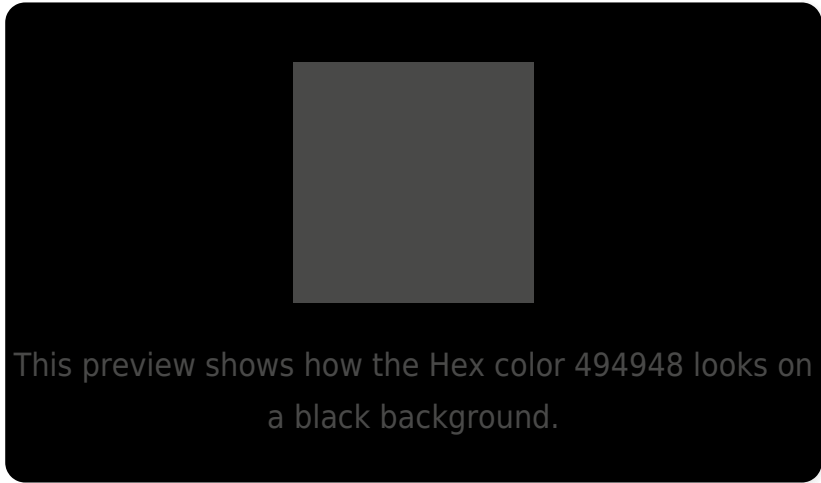 This preview shows how the Hex color 494948 looks on
a black background.